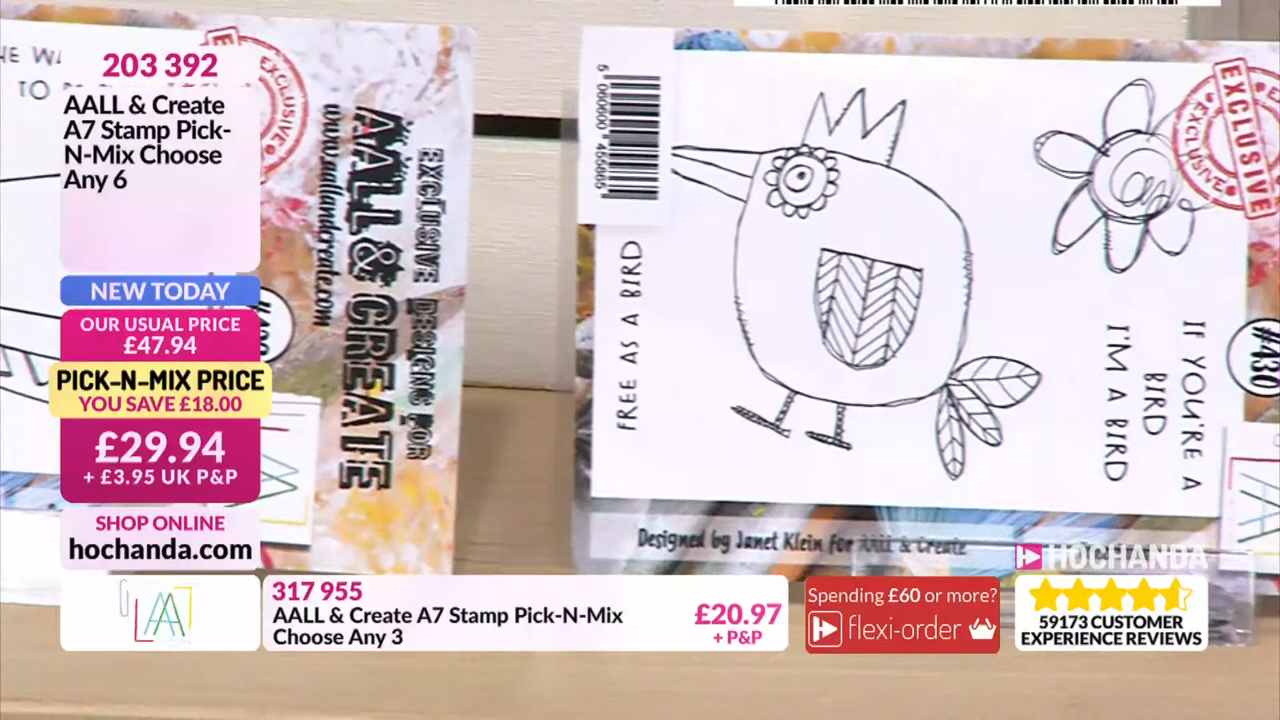 203 392
AALL & Create
A7 Stamp Pick-
N-Mix Choose
Any 6
NEW TODAY
OUR USUAL PRICE
£47.94
PICK-N-MIX PRICE
YOU SAVE £18.00
£29.94
+ £3.95 UK P&P
SHOP ONLINE
hochanda.com
317 955
AALL & Create A7 Stamp Pick-N-Mix
Choose Any 3
£20.97
+ P&P
Spending £60 or more?
flexi-order
HOCHANDA
59173 CUSTOMER
EXPERIENCE REVIEWS
EXCLUSIVE
EXCLUSIVE DESIGNS FOR
AALL & CREATE
www.aallandcreate.com
FREE AS A BIRD
IF YOU'RE A
BIRD
I'M A BIRD
EXCLUSIVE
EXCLUSIVE
#430
Designed by Janet Klein for AALL & Create